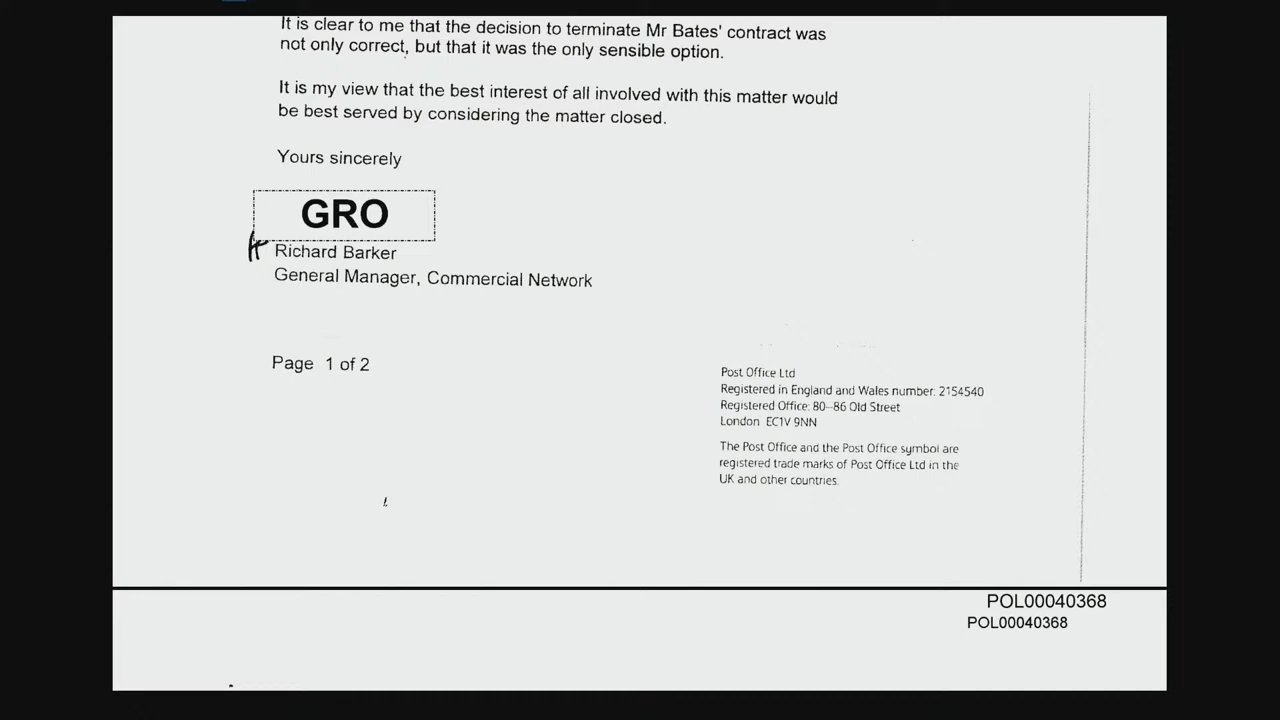 It is clear to me that the decision to terminate Mr Bates' contract was
not only correct, but that it was the only sensible option.
It is my view that the best interest of all involved with this matter would
be best served by considering the matter closed.
Yours sincerely
GRO
Richard Barker
General Manager, Commercial Network
Page 1 of 2
Post Office Ltd
Registered in England and Wales number: 2154540
Registered Office: 80–86 Old Street
London EC1V 9NN
The Post Office and the Post Office symbol are
registered trade marks of Post Office Ltd in the
UK and other countries.
POL00040368
POL00040368